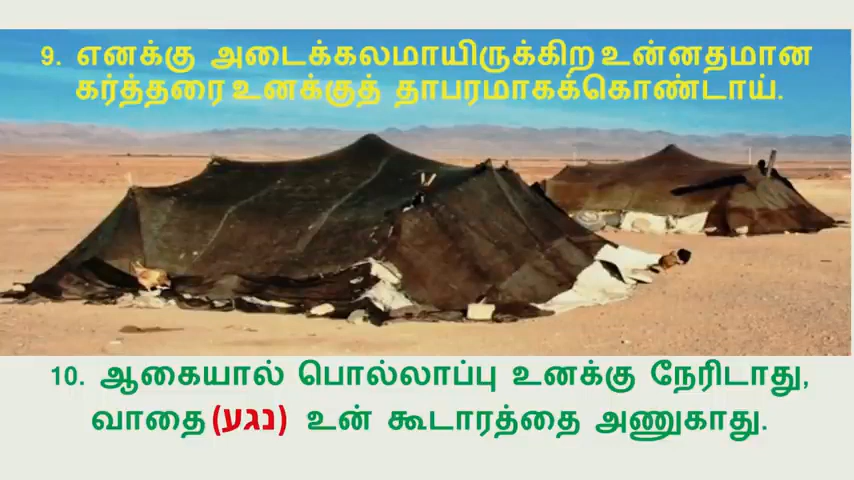 9. எனக்கு அடைக்கலமாயிருக்கிற உன்னதமான
கர்த்தரை உனக்குத் தாபரமாகக்கொண்டாய்.
10. ஆகையால் பொல்லாப்பு உனக்கு நேரிடாது,
வாதை (נגע) உன் கூடாரத்தை அணுகாது.